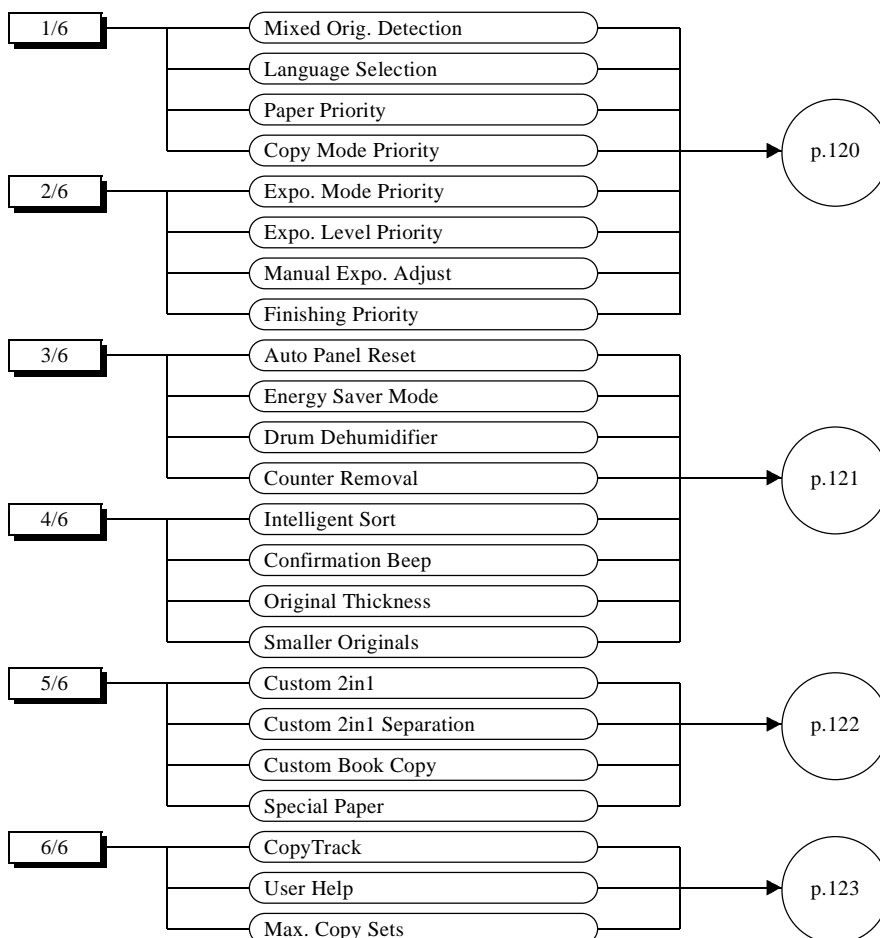 1/6
Mixed Orig. Detection
Language Selection
Paper Priority
Copy Mode Priority
p.120
2/6
Expo. Mode Priority
Expo. Level Priority
Manual Expo. Adjust
Finishing Priority
3/6
Auto Panel Reset
Energy Saver Mode
Drum Dehumidifier
Counter Removal
p.121
4/6
Intelligent Sort
Confirmation Beep
Original Thickness
Smaller Originals
5/6
Custom 2in1
Custom 2in1 Separation
p.122
Custom Book Copy
Special Paper
6/6
CopyTrack
User Help
p.123
Max. Copy Sets